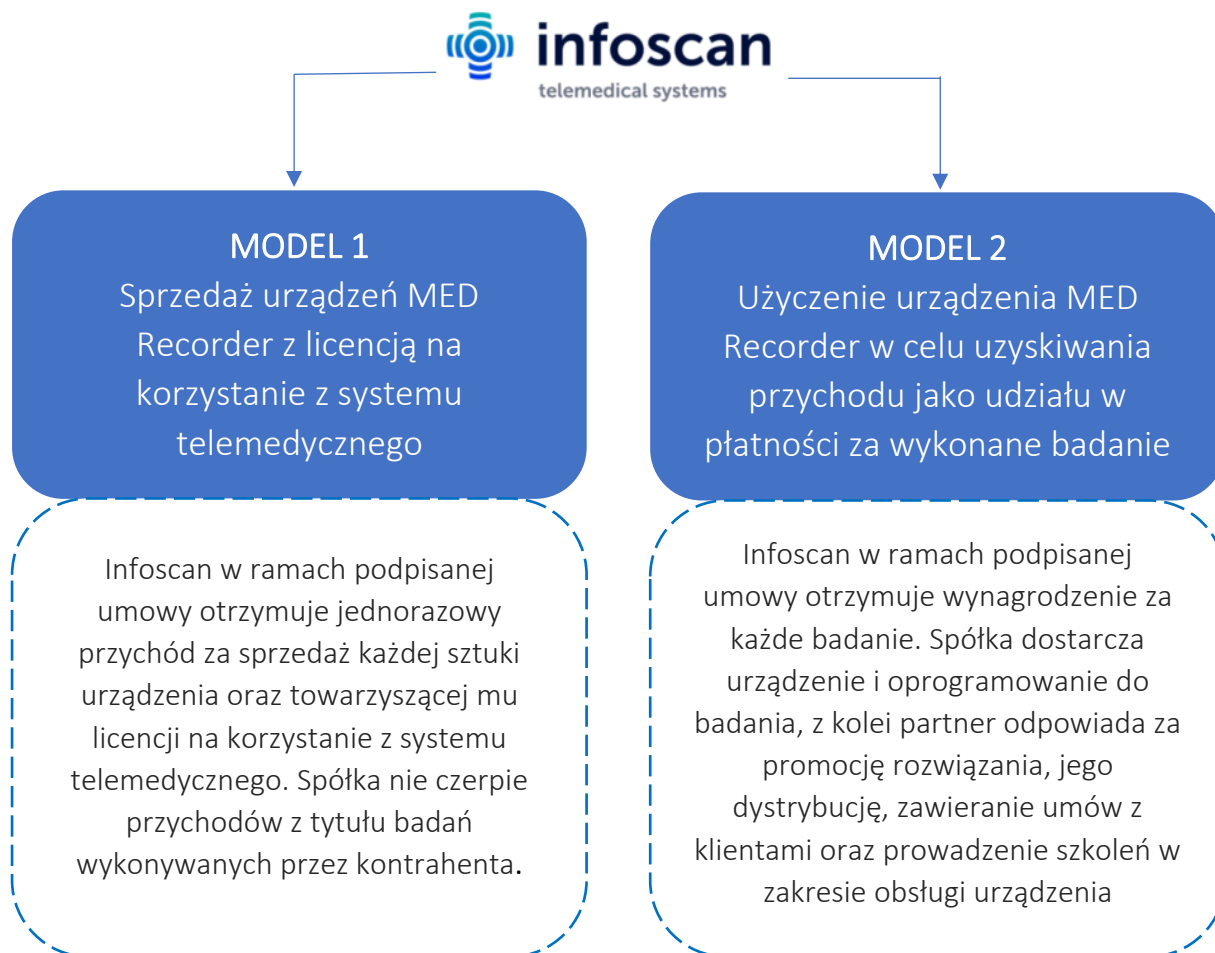 infoscan
telemedical systems
MODEL 1
Sprzedaż urządzeń MED
Recorder z licencją na
korzystanie z systemu
telemedycznego
Infoscan w ramach podpisanej
umowy otrzymuje jednorazowy
przychód za sprzedaż każdej sztuki
urządzenia oraz towarzyszącej mu
licencji na korzystanie z systemu
telemedycznego. Spółka nie czerpie
przychodów z tytułu badań
wykonywanych przez kontrahenta.
MODEL 2
Użyczenie urządzenia MED
Recorder w celu uzyskiwania
przychodu jako udziału w
płatności za wykonane badanie
Infoscan w ramach podpisanej
umowy otrzymuje wynagrodzenie za
każde badanie. Spółka dostarcza
urządzenie i oprogramowanie do
badania, z kolei partner odpowiada za
promocję rozwiązania, jego
dystrybucję, zawieranie umów z
klientami oraz prowadzenie szkoleń w
zakresie obsługi urządzenia